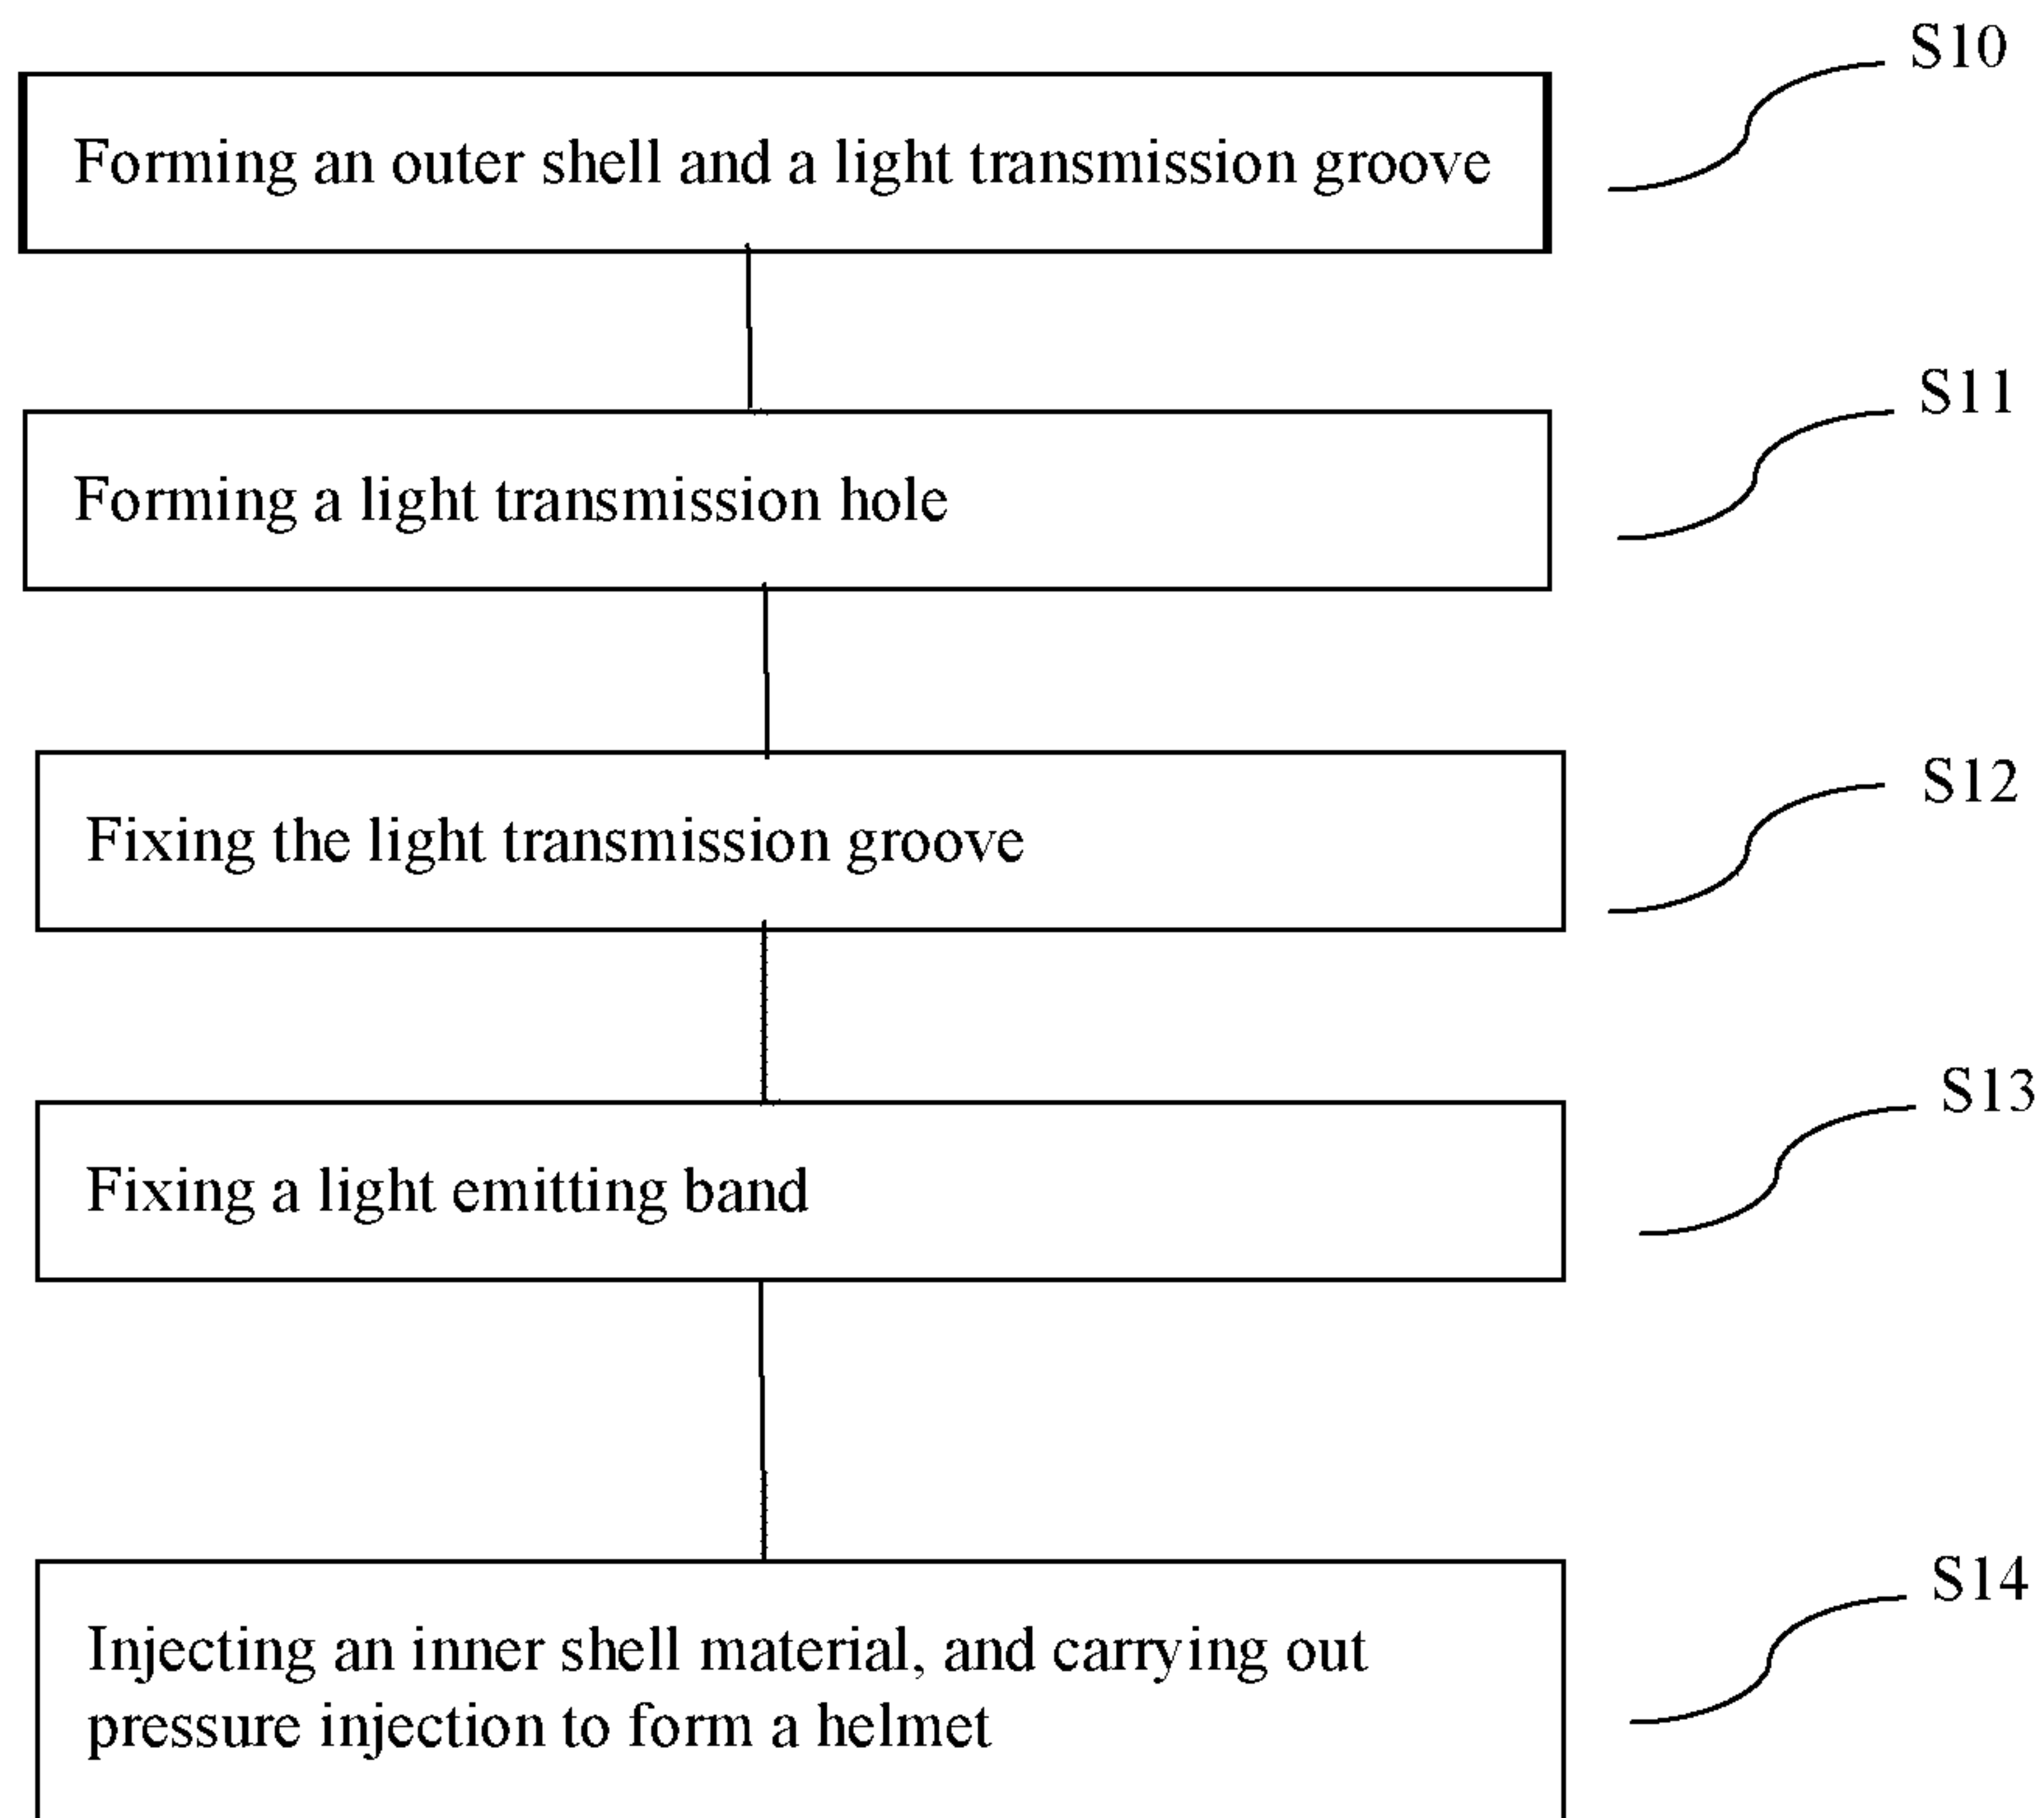 S10
Forming an outer shell and a light transmission groove
S11
Forming a light transmission hole
S12
Fixing the light transmission groove
S13
Fixing a light emitting band
S14
Injecting an inner shell material, and carrying out
pressure injection to form a helmet